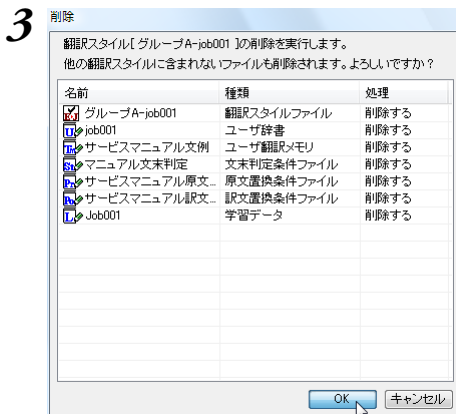 3
削除
翻訳スタイル[ グループA-job001 ]の削除を実行します。
他の翻訳スタイルに含まれないファイルも削除されます。よろしいですか?
名前 種類 処理
グループA-job001 翻訳スタイルファイル 削除する
job001 ユーザ辞書 削除する
サービスマニュアル文例 ユーザ翻訳メモリ 削除する
マニュアル文末判定 文末判定条件ファイル 削除する
サービスマニュアル原文... 原文置換条件ファイル 削除する
サービスマニュアル訳文... 訳文置換条件ファイル 削除する
Job001 学習データ 削除する
OK キャンセル